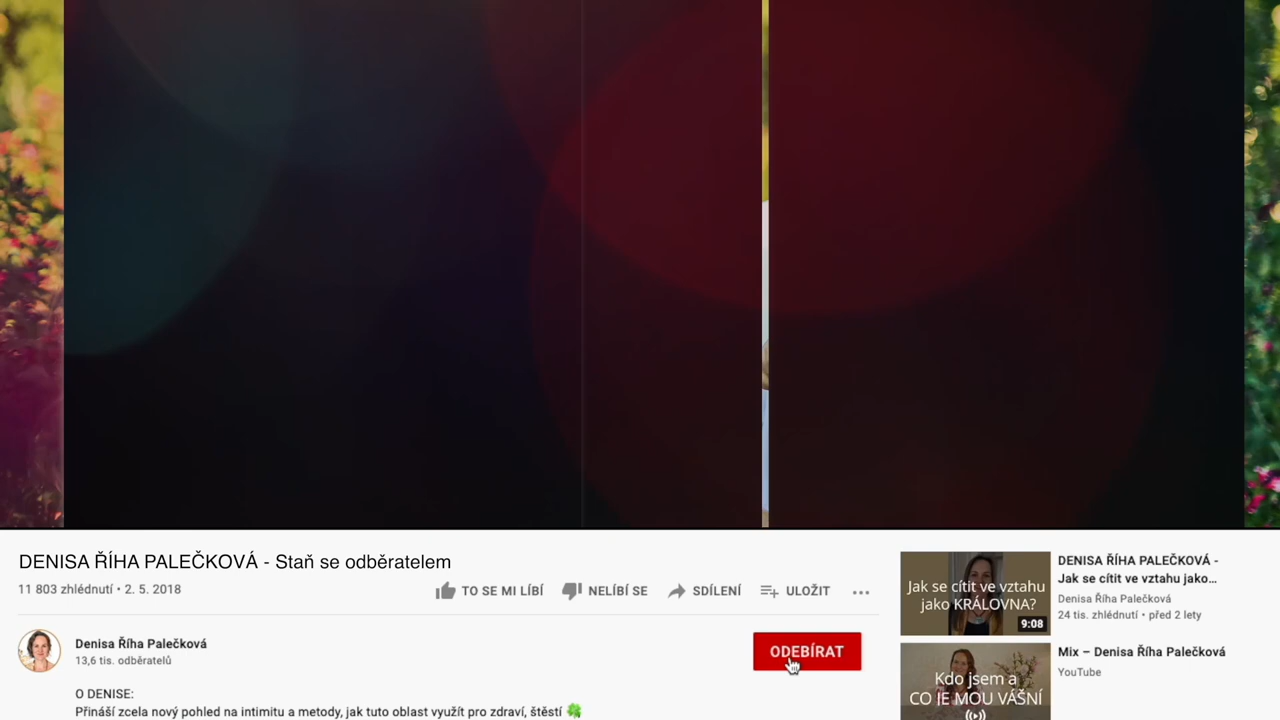 DENISA ŘÍHA PALEČKOVÁ - Staň se odběratelem
11 803 zhlédnutí • 2. 5. 2018
TO SE MI LÍBÍ
NELÍBÍ SE
SDÍLENÍ
ULOŽIT
Denisa Říha Palečková
13,6 tis. odběratelů
ODEBÍRAT
O DENISE:
Přináší zcela nový pohled na intimitu a metody, jak tuto oblast využít pro zdraví, štěstí 🍀
Jak se cítit ve vztahu
jako KRÁLOVNA?
9:08
DENISA ŘÍHA PALEČKOVÁ -
Jak se cítit ve vztahu jako…
Denisa Říha Palečková
24 tis. zhlédnutí • před 2 lety
Kdo jsem a
CO JE MOU VÁŠNÍ
Mix – Denisa Říha Palečková
YouTube